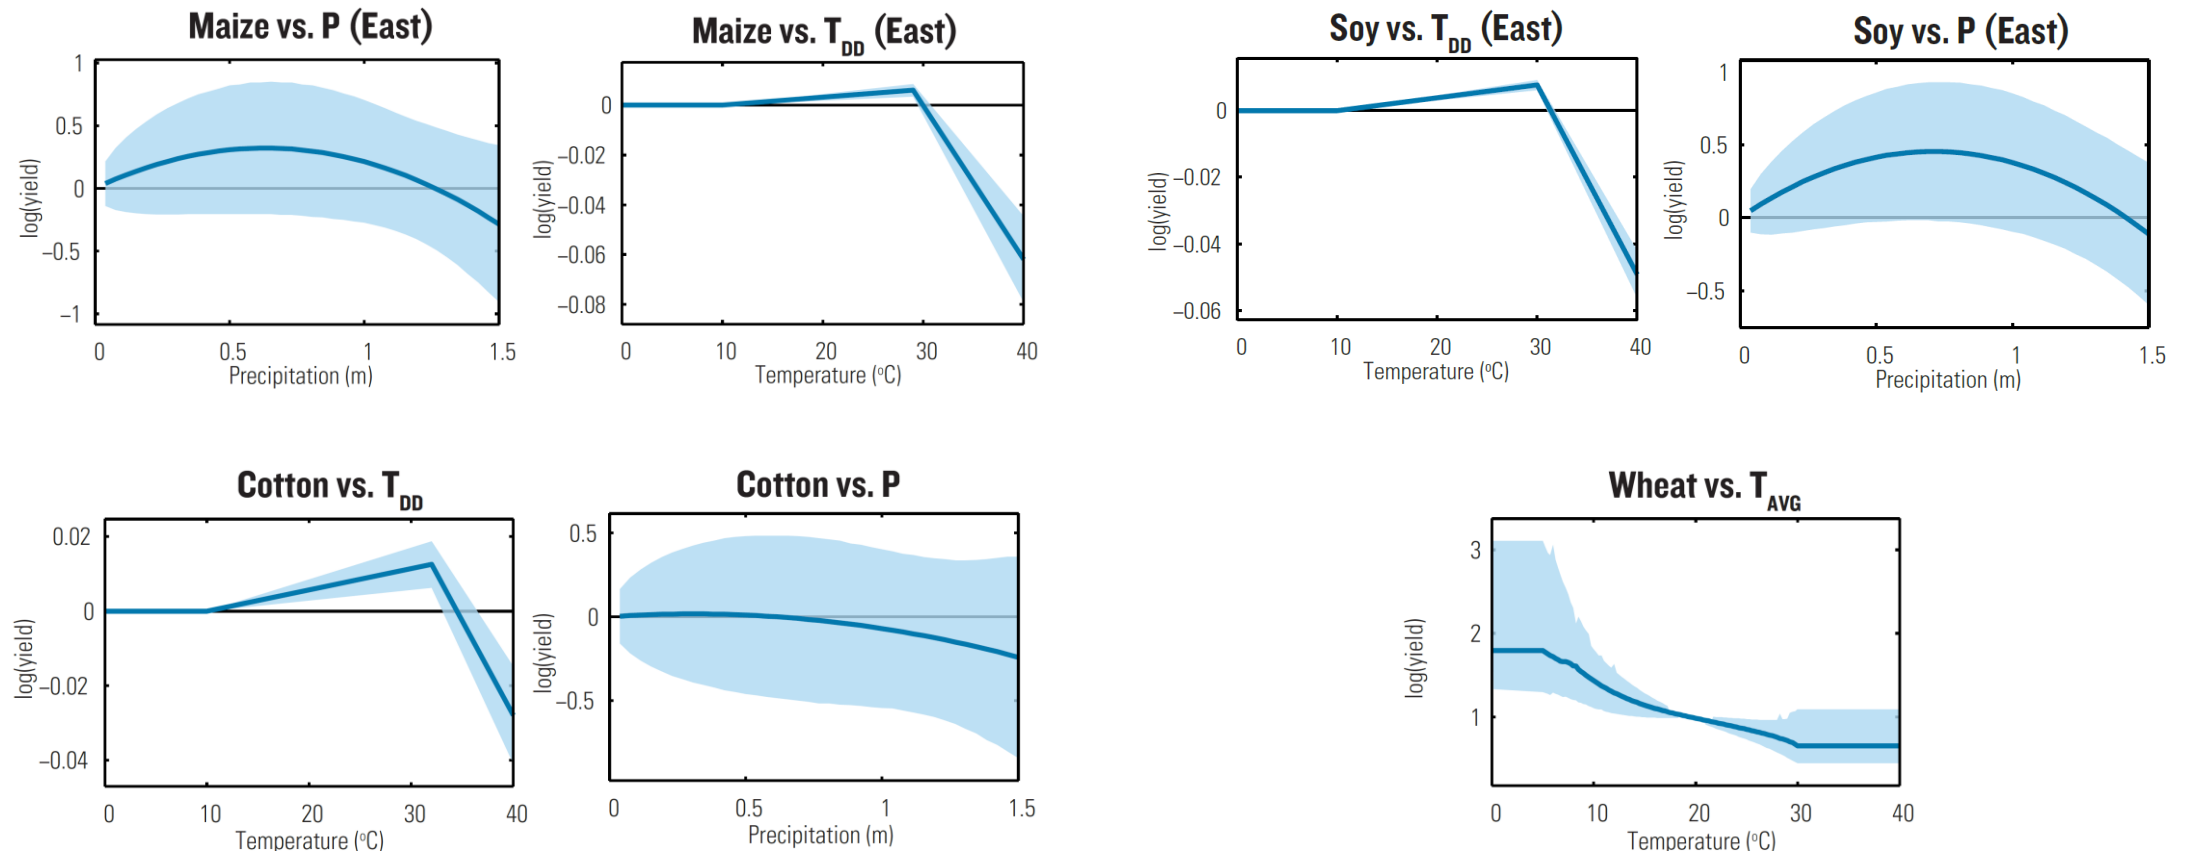 Maize vs. P (East)
1
0.5
0
−0.5
−1
log(yield)
0 0.5 1 1.5
Precipitation (m)
Maize vs. TDD (East)
0
−0.02
−0.04
−0.06
−0.08
log(yield)
0 10 20 30 40
Temperature (ºC)
Soy vs. TDD (East)
0
−0.02
−0.04
−0.06
log(yield)
0 10 20 30 40
Temperature (ºC)
Soy vs. P (East)
1
0.5
0
−0.5
log(yield)
0 0.5 1 1.5
Precipitation (m)
Cotton vs. TDD
0.02
0
−0.02
−0.04
log(yield)
0 10 20 30 40
Temperature (ºC)
Cotton vs. P
0.5
0
−0.5
log(yield)
0 0.5 1 1.5
Precipitation (m)
Wheat vs. TAVG
3
2
1
log(yield)
0 10 20 30 40
Temperature (ºC)